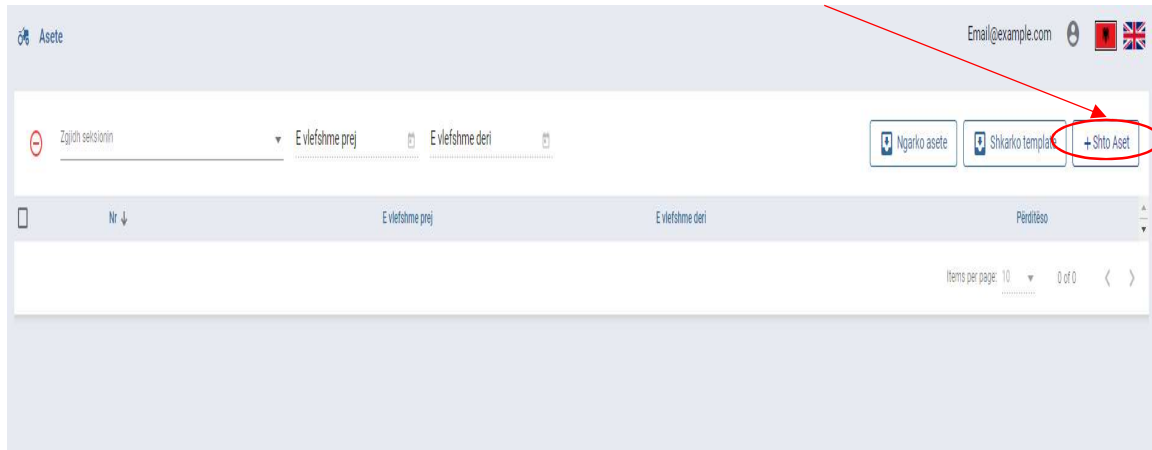 Asete
Email@example.com
Zgjidh seksionin
E vlefshme prej
E vlefshme deri
Ngarko asete
Shkarko template
+ Shto Aset
Nr
E vlefshme prej
E vlefshme deri
Përditëso
Items per page: 10
0 of 0